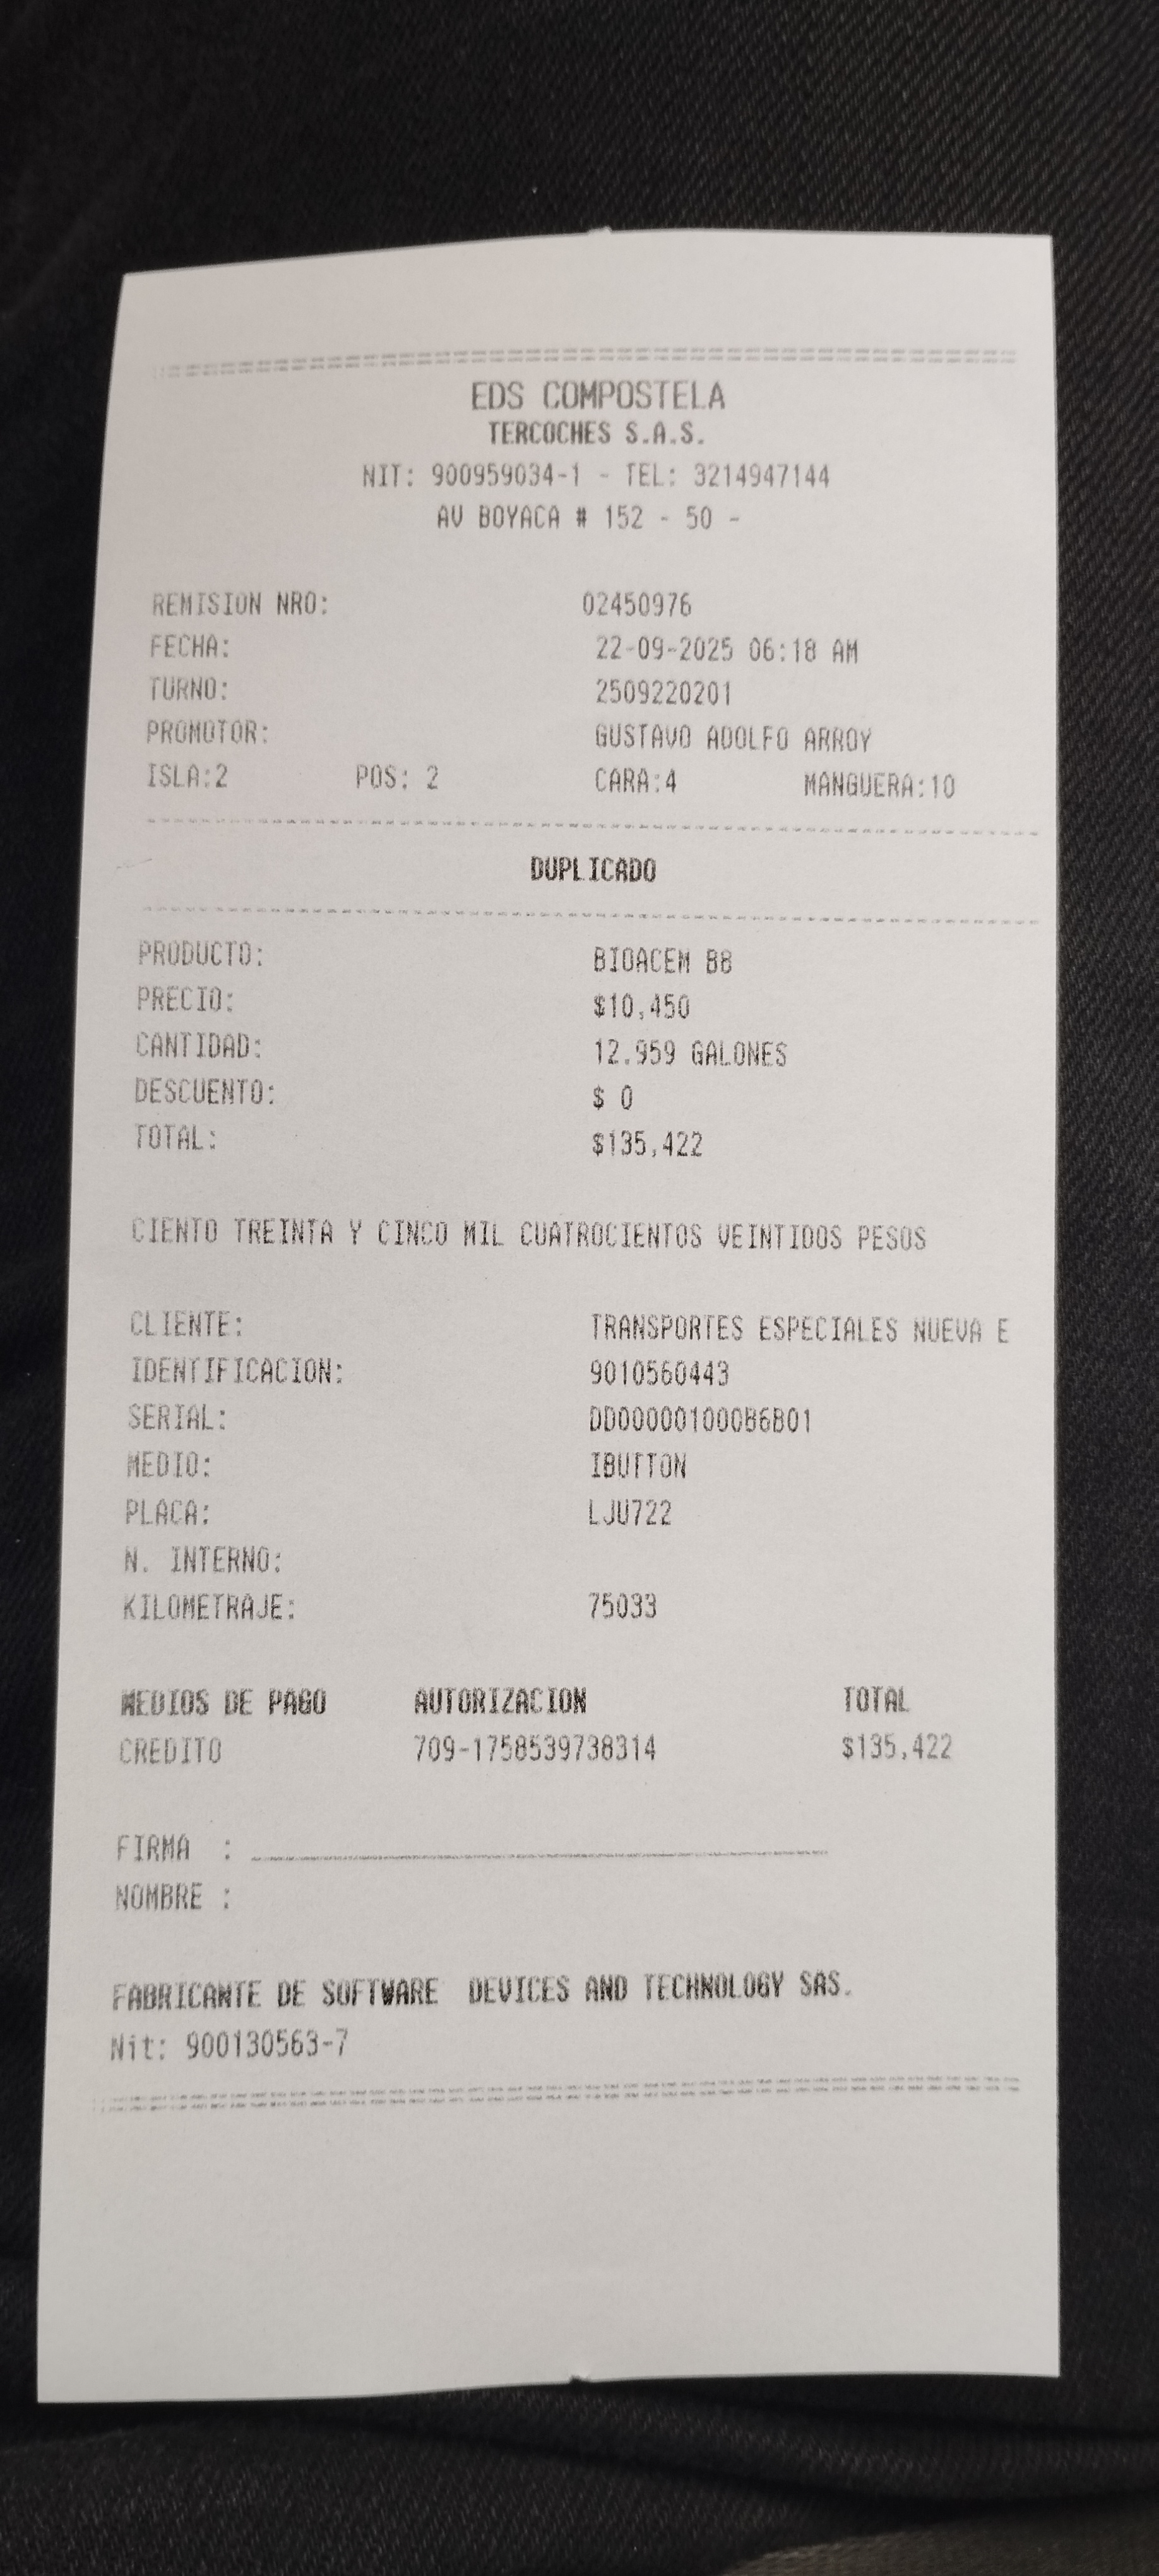 EDS COMPOSTELA
TERCOCHES S.A.S.
NIT: 900959034-1 - TEL: 3214947144
AV BOYACA # 152 - 50 -
REMISION NRO: 02450976
FECHA: 22-09-2025 06:18 AM
TURNO: 2509220201
PROMOTOR: GUSTAVO ADOLFO ARROY
ISLA:2 POS: 2 CARA:4 MANGUERA:10
DUPLICADO
PRODUCTO: BIOACEM B8
PRECIO: $10,450
CANTIDAD: 12.959 GALONES
DESCUENTO: $ 0
TOTAL: $135,422
CIENTO TREINTA Y CINCO MIL CUATROCIENTOS VEINTIDOS PESOS
CLIENTE: TRANSPORTES ESPECIALES NUEVA E
IDENTIFICACION: 9010560443
SERIAL: DD000001000B6B01
MEDIO: IBUTTON
PLACA: LJU722
N. INTERNO:
KILOMETRAJE: 75033
MEDIOS DE PAGO AUTORIZACION TOTAL
CREDITO 709-1758539738314 $135,422
FIRMA :
NOMBRE :
FABRICANTE DE SOFTWARE DEVICES AND TECHNOLOGY SAS.
Nit: 900130563-7